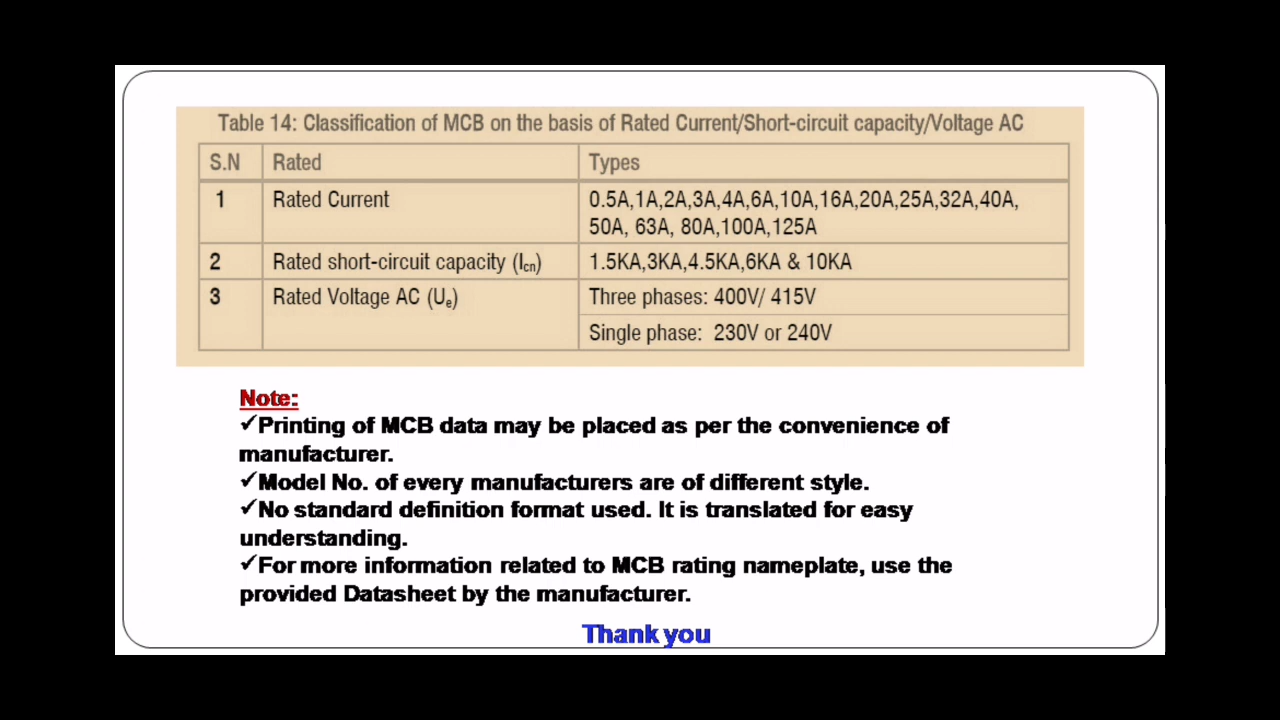 Table 14: Classification of MCB on the basis of Rated Current/Short-circuit capacity/Voltage AC
S.N Rated Types
1 Rated Current 0.5A,1A,2A,3A,4A,6A,10A,16A,20A,25A,32A,40A,
50A, 63A, 80A,100A,125A
2 Rated short-circuit capacity (Icn) 1.5KA,3KA,4.5KA,6KA & 10KA
3 Rated Voltage AC (Ue) Three phases: 400V/ 415V
Single phase: 230V or 240V
Note:
✓Printing of MCB data may be placed as per the convenience of
manufacturer.
✓Model No. of every manufacturers are of different style.
✓No standard definition format used. It is translated for easy
understanding.
✓For more information related to MCB rating nameplate, use the
provided Datasheet by the manufacturer.
Thank you